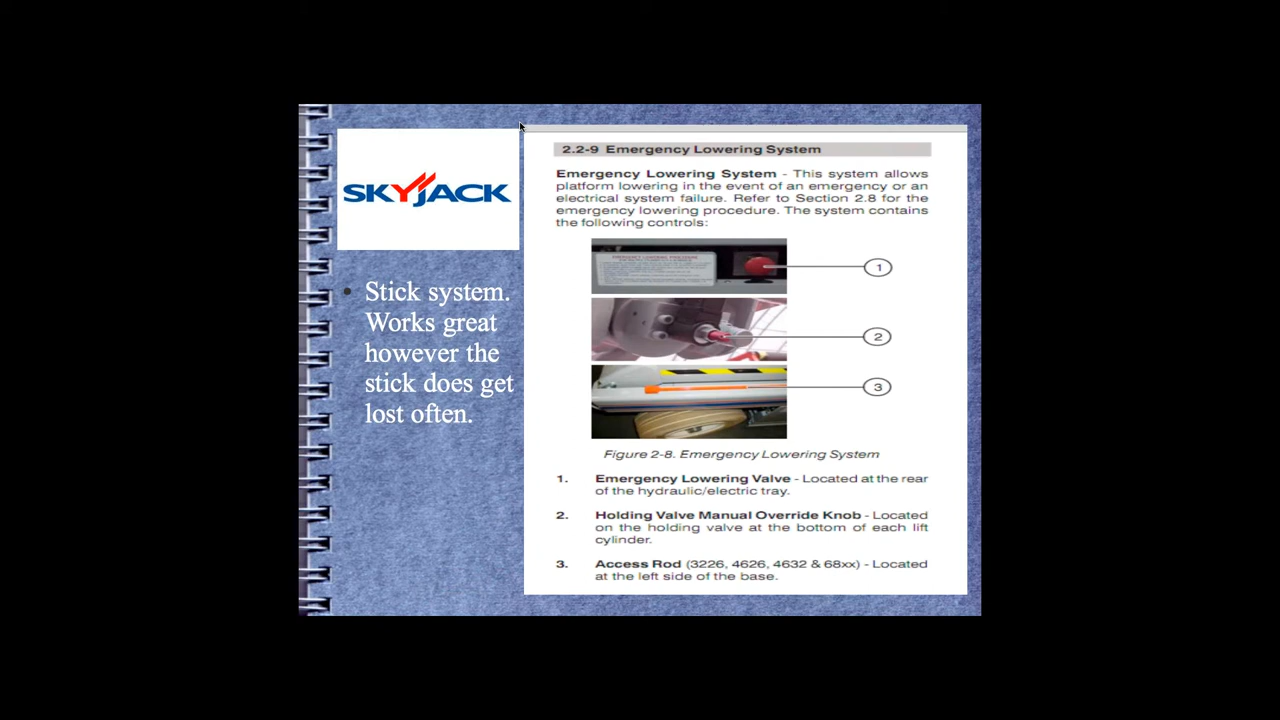 SKYJACK
• Stick system.
Works great
however the
stick does get
lost often.
2.2-9 Emergency Lowering System
Emergency Lowering System - This system allows
platform lowering in the event of an emergency or an
electrical system failure. Refer to Section 2.8 for the
emergency lowering procedure. The system contains
the following controls:
1
2
3
Figure 2-8. Emergency Lowering System
1. Emergency Lowering Valve - Located at the rear
of the hydraulic/electric tray.
2. Holding Valve Manual Override Knob - Located
on the holding valve at the bottom of each lift
cylinder.
3. Access Rod (3226, 4626, 4632 & 68xx) - Located
at the left side of the base.